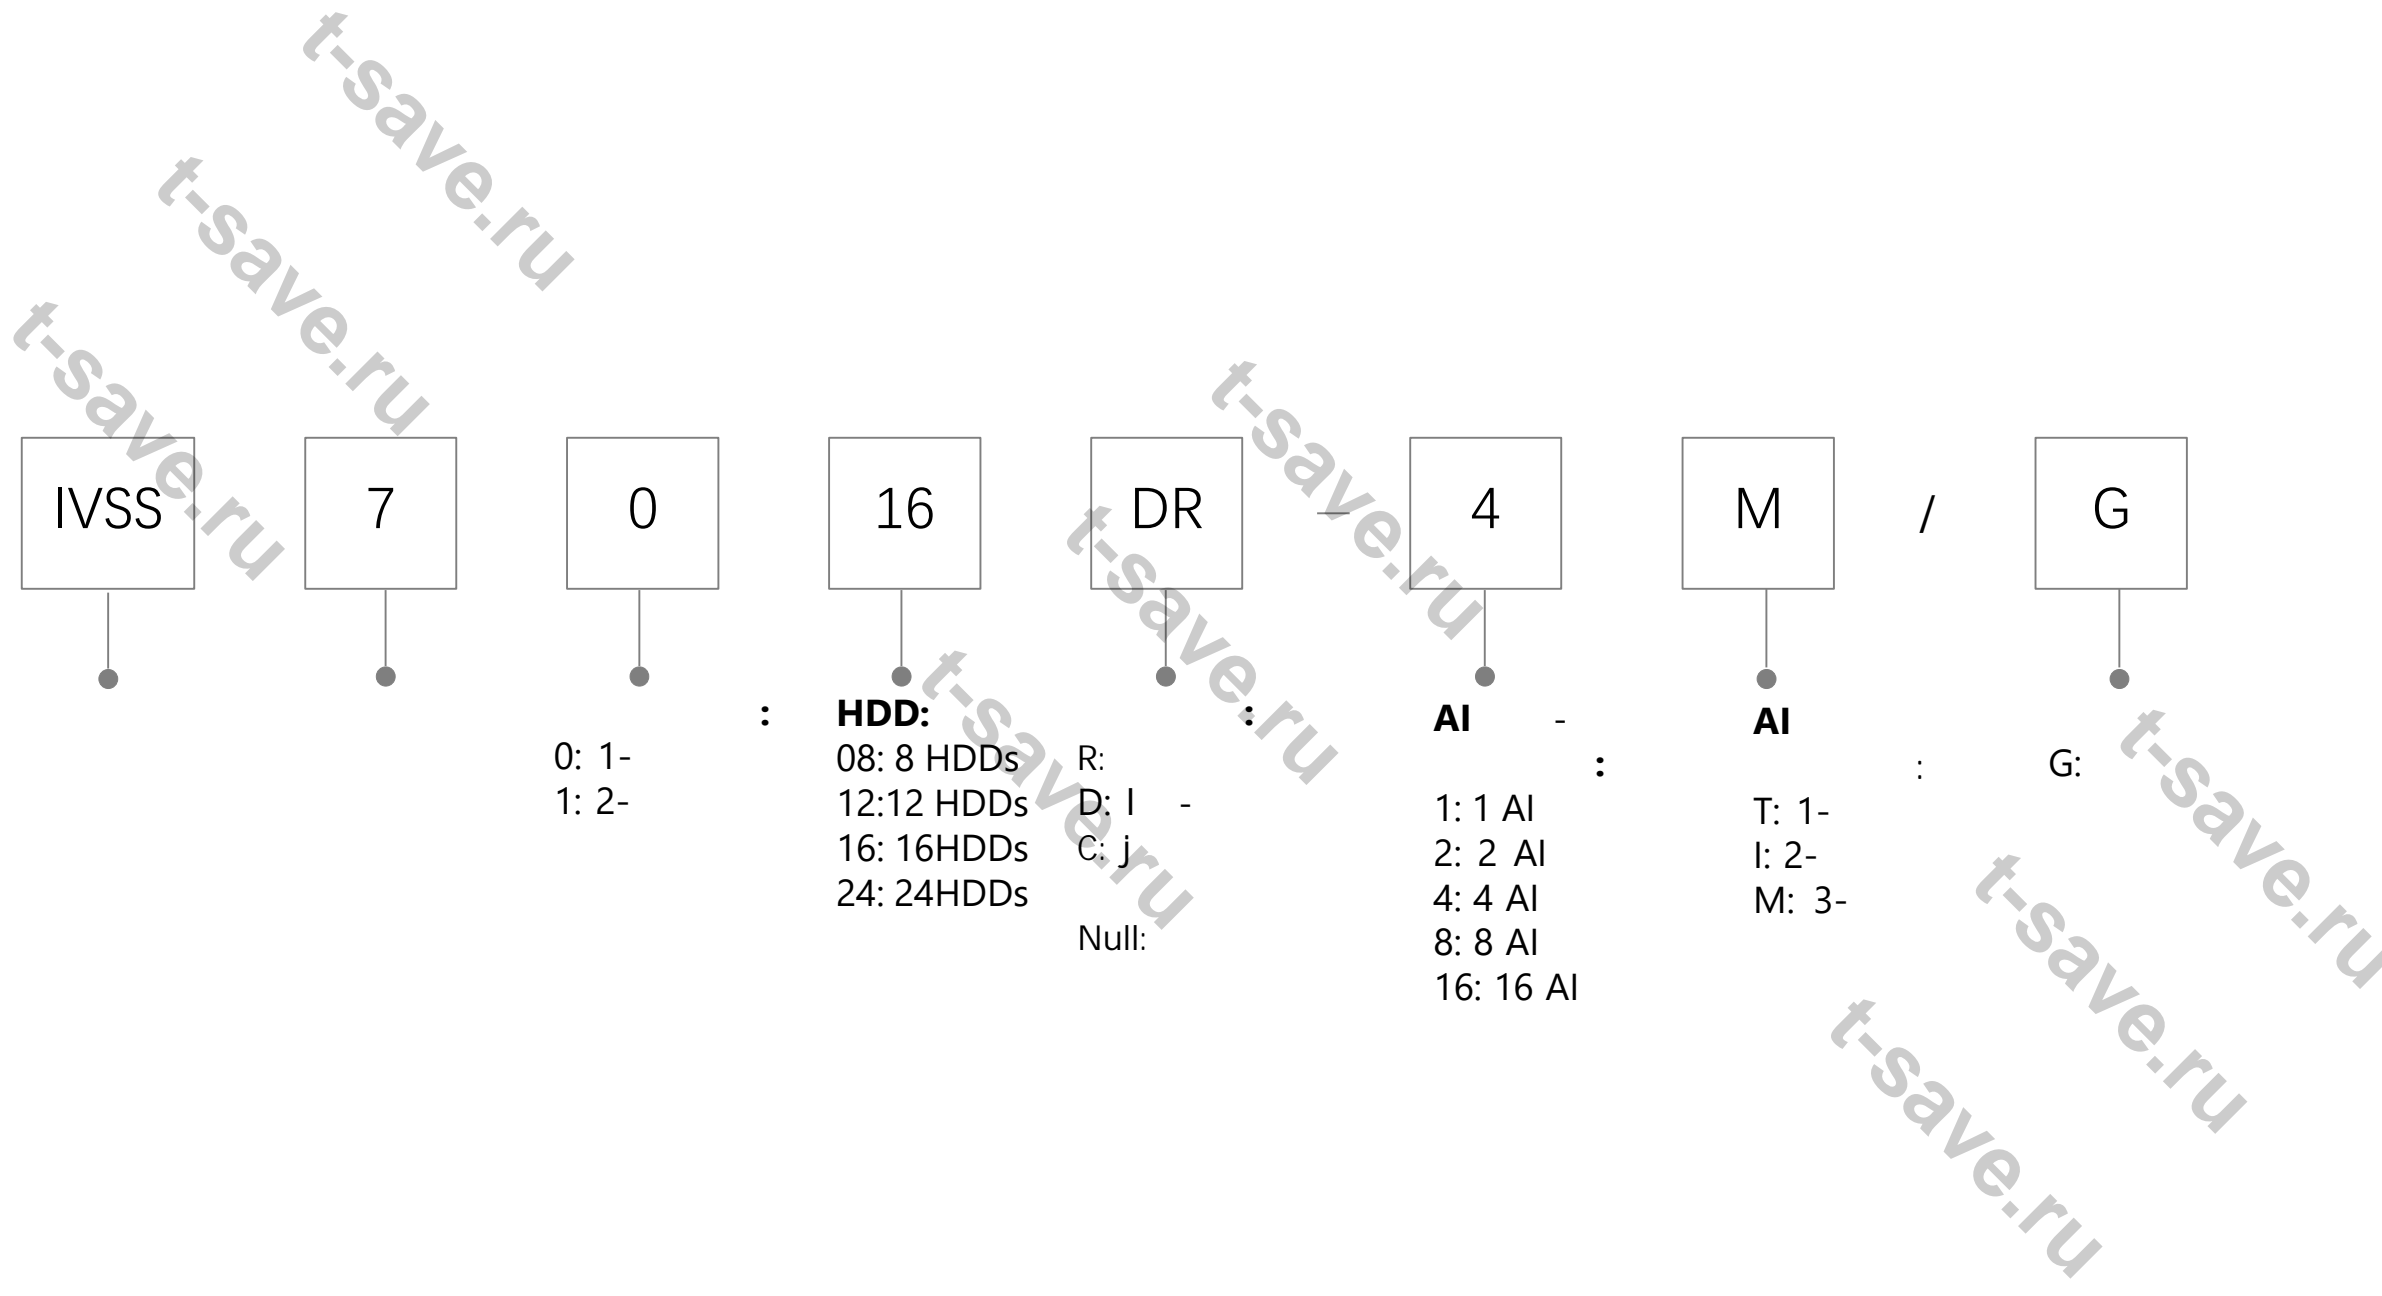 t-save.ru
t-save.ru
t-save.ru
t-save.ru
t-save.ru
t-save.ru
IVSS 7 0 16 DR — 4 M / G
:
0: 1-
1: 2-
HDD:
08: 8 HDDs
12:12 HDDs
16: 16HDDs
24: 24HDDs
:
R:
D: I -
C: j
Null:
AI -
:
1: 1 AI
2: 2 AI
4: 4 AI
8: 8 AI
16: 16 AI
AI
:
T: 1-
I: 2-
M: 3-
G:
t-save.ru
t-save.ru
t-save.ru